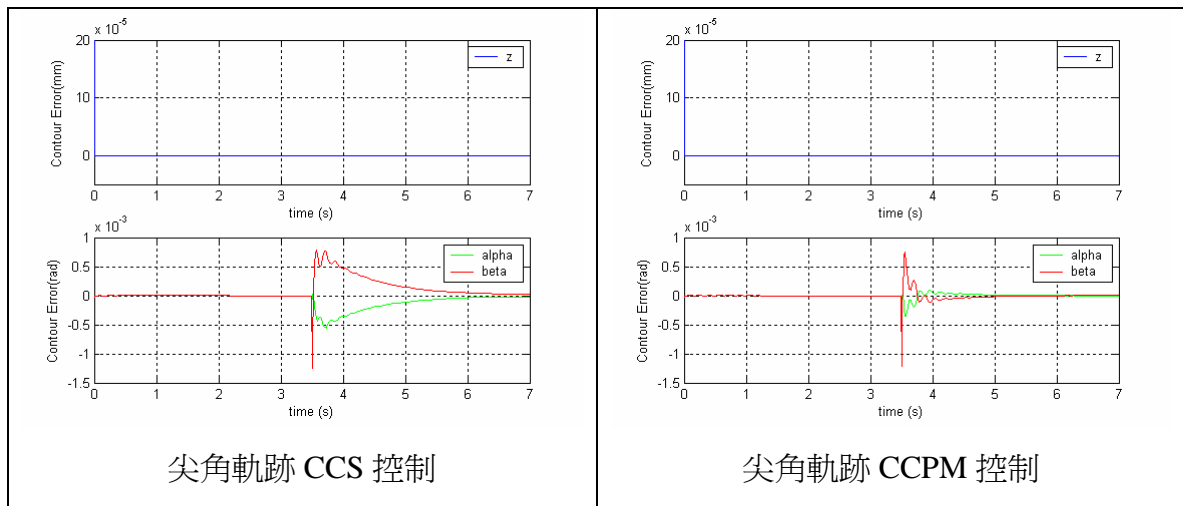 x 10-5
20
10
0
Contour Error(mm)
z
0 1 2 3 4 5 6 7
time (s)
x 10-3
1
0.5
0
-0.5
-1
-1.5
Contour Error(rad)
alpha
beta
0 1 2 3 4 5 6 7
time (s)
尖角軌跡 CCS 控制
x 10-5
20
10
0
Contour Error(mm)
z
0 1 2 3 4 5 6 7
time (s)
x 10-3
1
0.5
0
-0.5
-1
-1.5
Contour Error(rad)
alpha
beta
0 1 2 3 4 5 6 7
time (s)
尖角軌跡 CCPM 控制